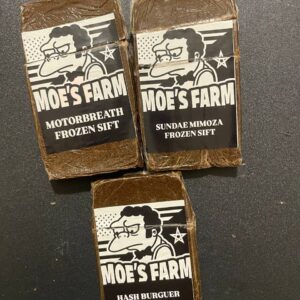 MOE'S FARM
MOTORBREATH
FROZEN SIFT
MOE'S FARM
SUNDAE MIMOZA
FROZEN SIFT
MOE'S FARM
HASH BURGUER